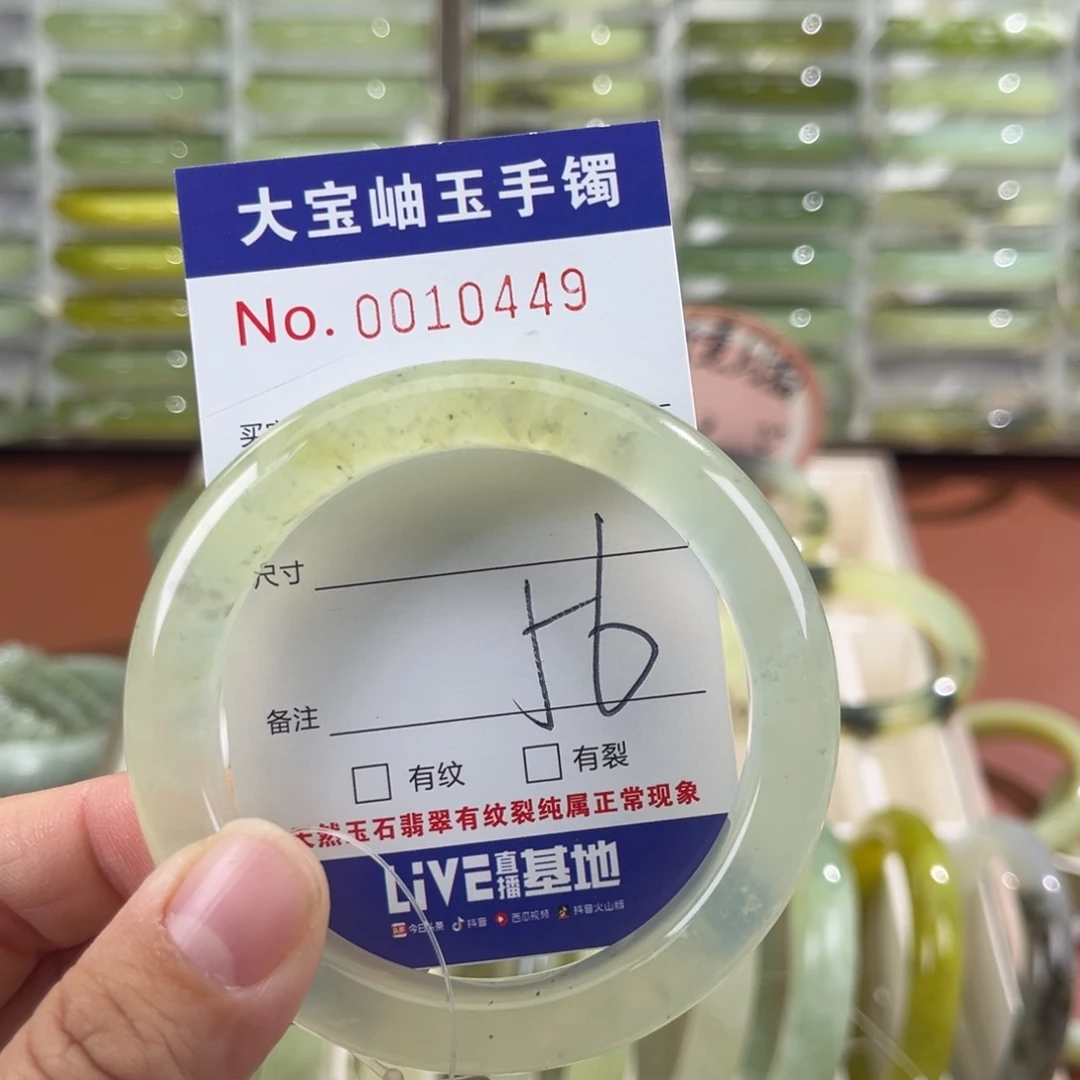 大宝岫玉手镯
No. 0010449
尺寸
56
备注
有纹 有裂
天然玉石翡翠有纹裂纯属正常现象
LiVE直播基地
今日头条 抖音 西瓜视频 抖音火山版